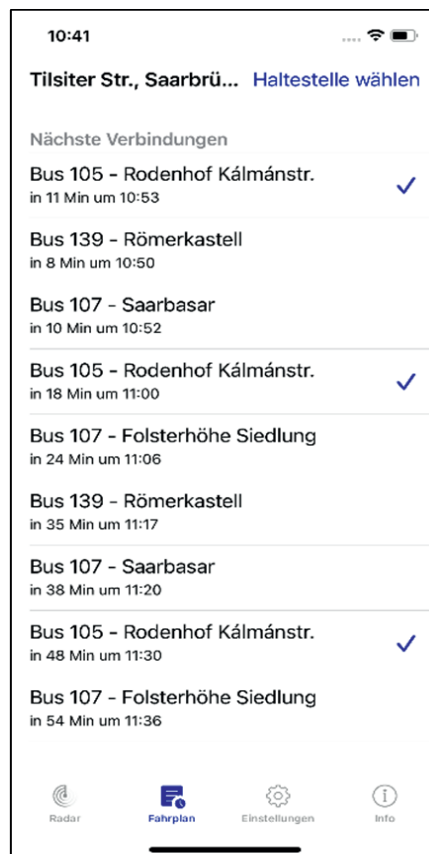 10:41
Tilsiter Str., Saarbrü... Haltestelle wählen
Nächste Verbindungen
Bus 105 - Rodenhof Kálmánstr.
in 11 Min um 10:53
Bus 139 - Römerkastell
in 8 Min um 10:50
Bus 107 - Saarbasar
in 10 Min um 10:52
Bus 105 - Rodenhof Kálmánstr.
in 18 Min um 11:00
Bus 107 - Folsterhöhe Siedlung
in 24 Min um 11:06
Bus 139 - Römerkastell
in 35 Min um 11:17
Bus 107 - Saarbasar
in 38 Min um 11:20
Bus 105 - Rodenhof Kálmánstr.
in 48 Min um 11:30
Bus 107 - Folsterhöhe Siedlung
in 54 Min um 11:36
Radar Fahrplan Einstellungen Info